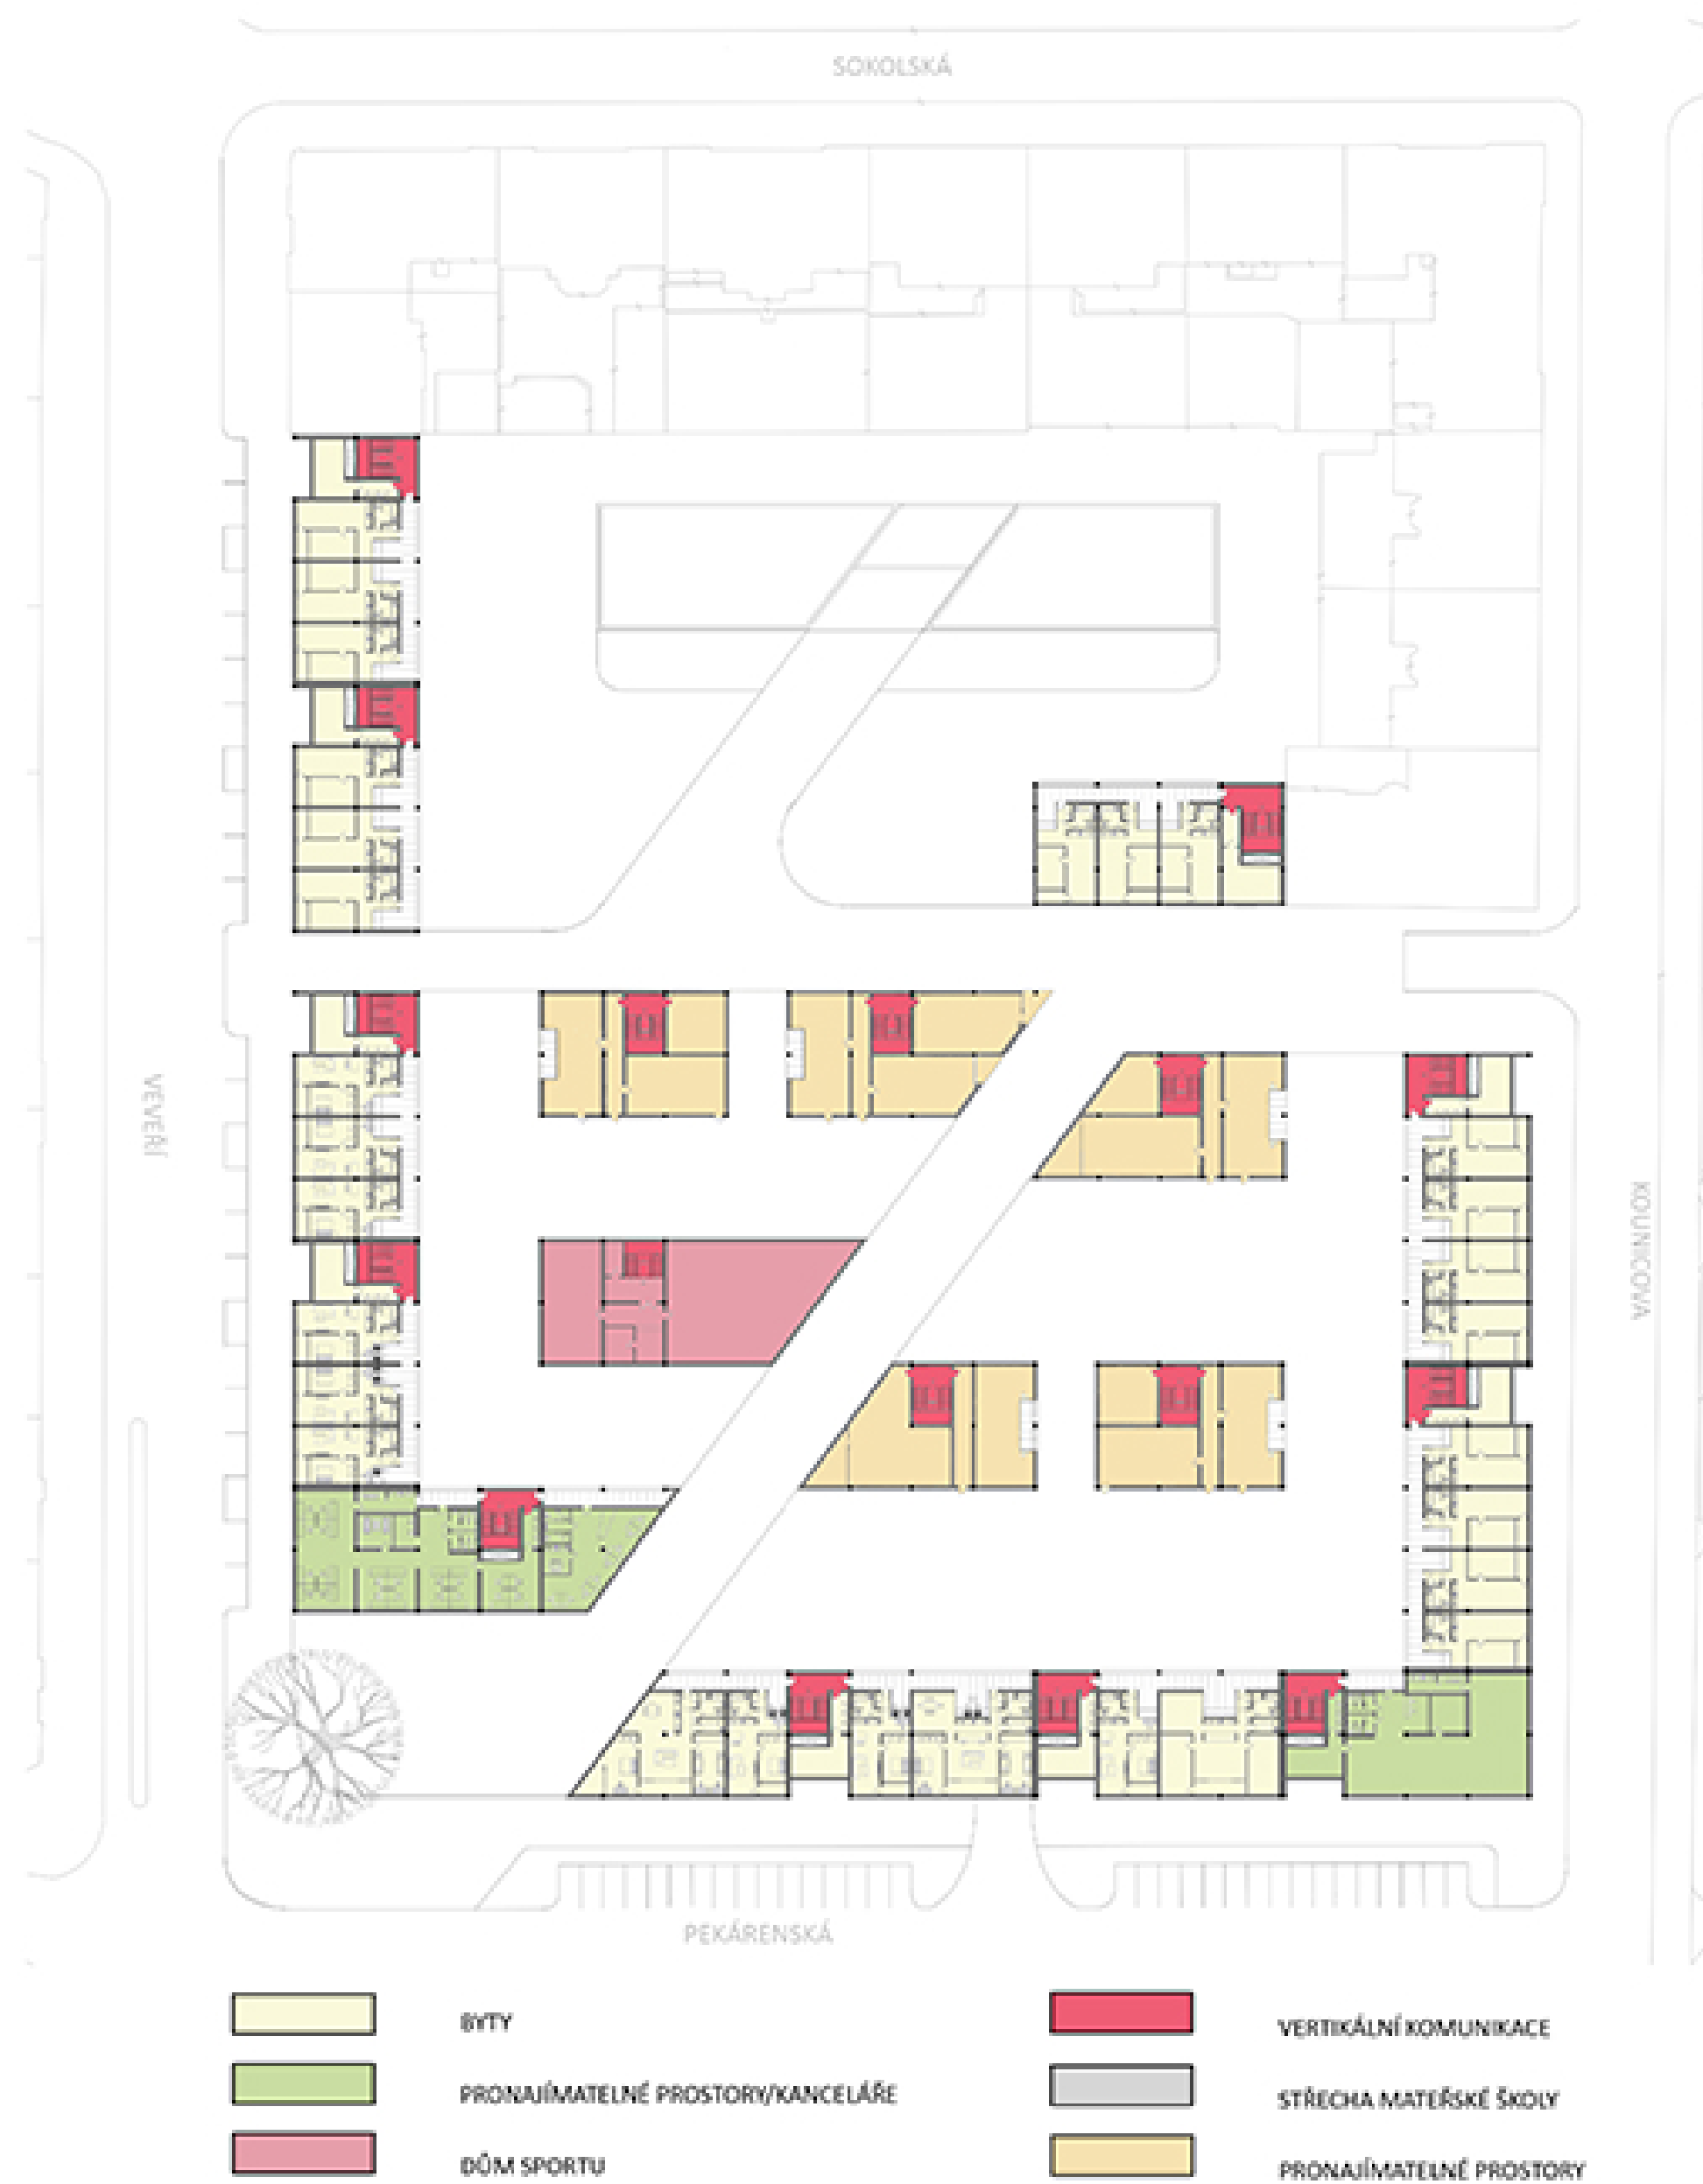 SOKOLSKÁ
VEVEŘÍ
KOUNICOVA
PEKÁRENSKÁ
BYTY
VERTIKÁLNÍ KOMUNIKACE
PRONAJÍMATELNÉ PROSTORY/KANCELÁŘE
STŘECHA MATEŘSKÉ ŠKOLY
DŮM SPORTU
PRONAJÍMATELNÉ PROSTORY